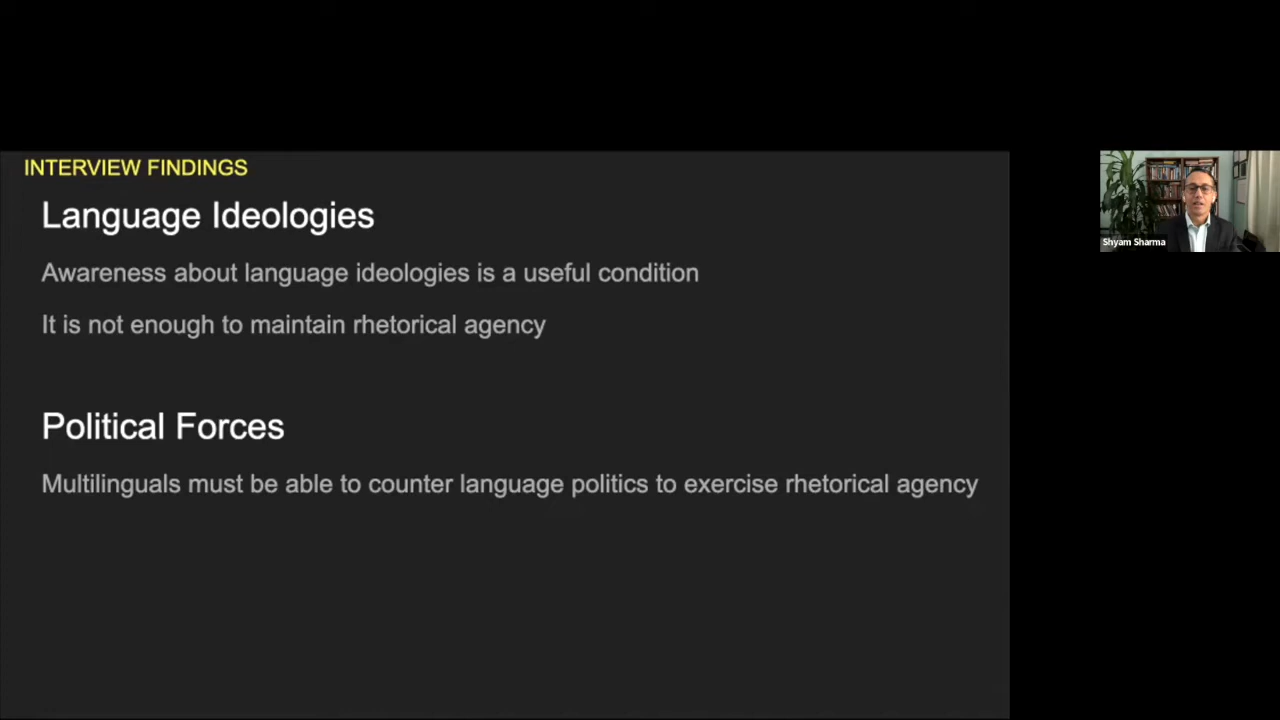 INTERVIEW FINDINGS
Language Ideologies
Awareness about language ideologies is a useful condition
It is not enough to maintain rhetorical agency
Political Forces
Multilinguals must be able to counter language politics to exercise rhetorical agency
Shyam Sharma